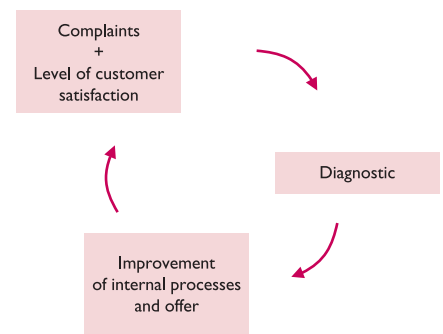 Complaints
+
Level of customer
satisfaction
Diagnostic
Improvement
of internal processes
and offer